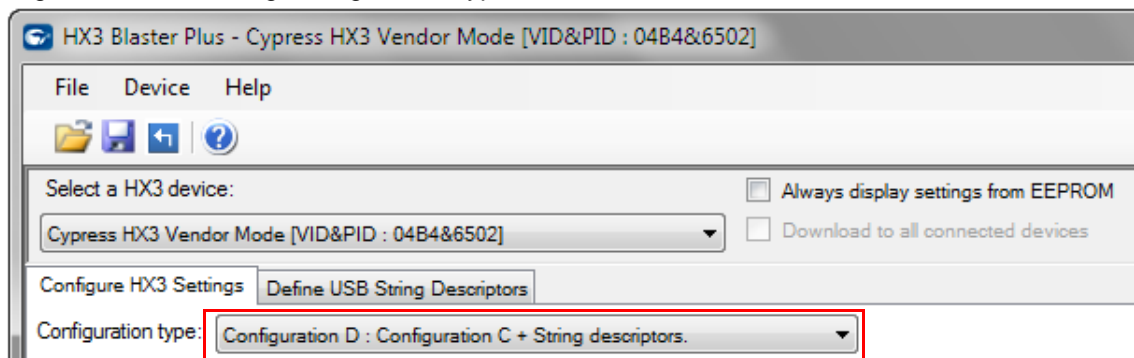 HX3 Blaster Plus - Cypress HX3 Vendor Mode [VID&PID : 04B4&6502]
File Device Help
Select a HX3 device:
Always display settings from EEPROM
Cypress HX3 Vendor Mode [VID&PID : 04B4&6502]
Download to all connected devices
Configure HX3 Settings Define USB String Descriptors
Configuration type: Configuration D : Configuration C + String descriptors.